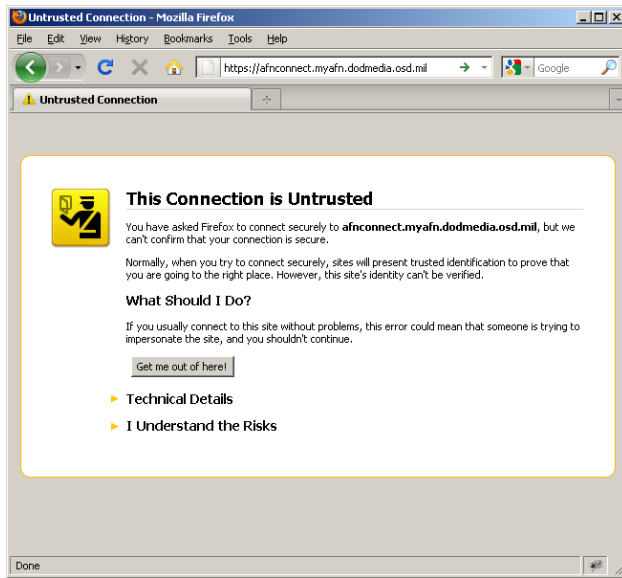 Untrusted Connection - Mozilla Firefox
File Edit View History Bookmarks Tools Help
https://afnconnect.myafn.dodmedia.osd.mil Google
Untrusted Connection
This Connection is Untrusted
You have asked Firefox to connect securely to afnconnect.myafn.dodmedia.osd.mil, but we
can't confirm that your connection is secure.
Normally, when you try to connect securely, sites will present trusted identification to prove that
you are going to the right place. However, this site's identity can't be verified.
What Should I Do?
If you usually connect to this site without problems, this error could mean that someone is trying to
impersonate the site, and you shouldn't continue.
Get me out of here!
Technical Details
I Understand the Risks
Done